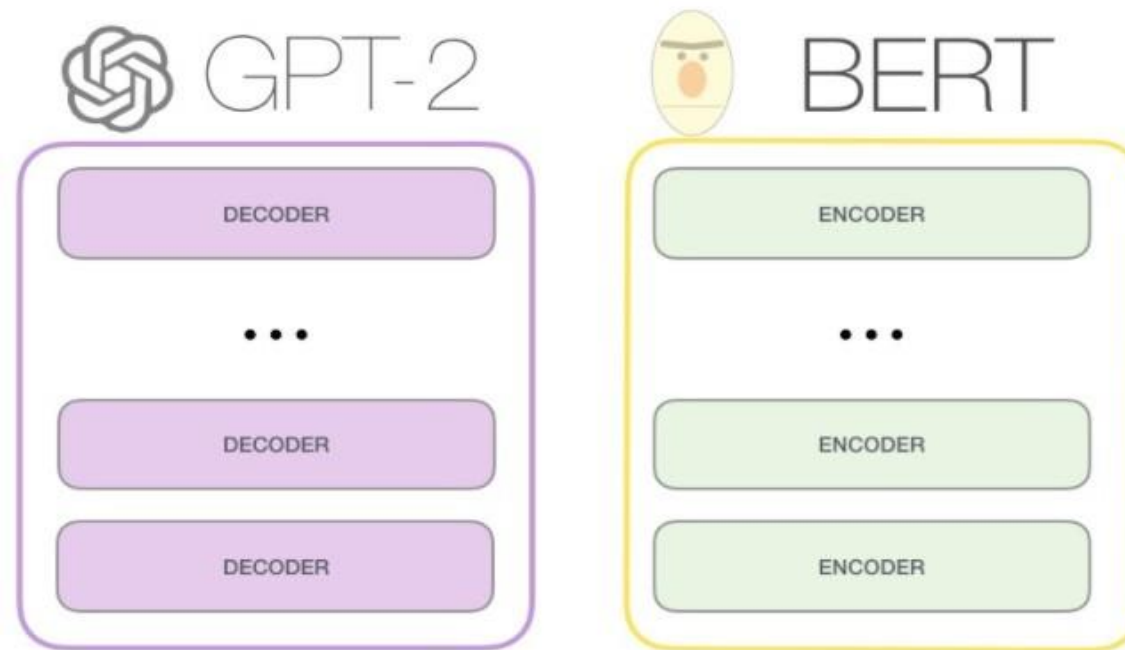 GPT-2
DECODER
...
DECODER
DECODER
BERT
ENCODER
...
ENCODER
ENCODER